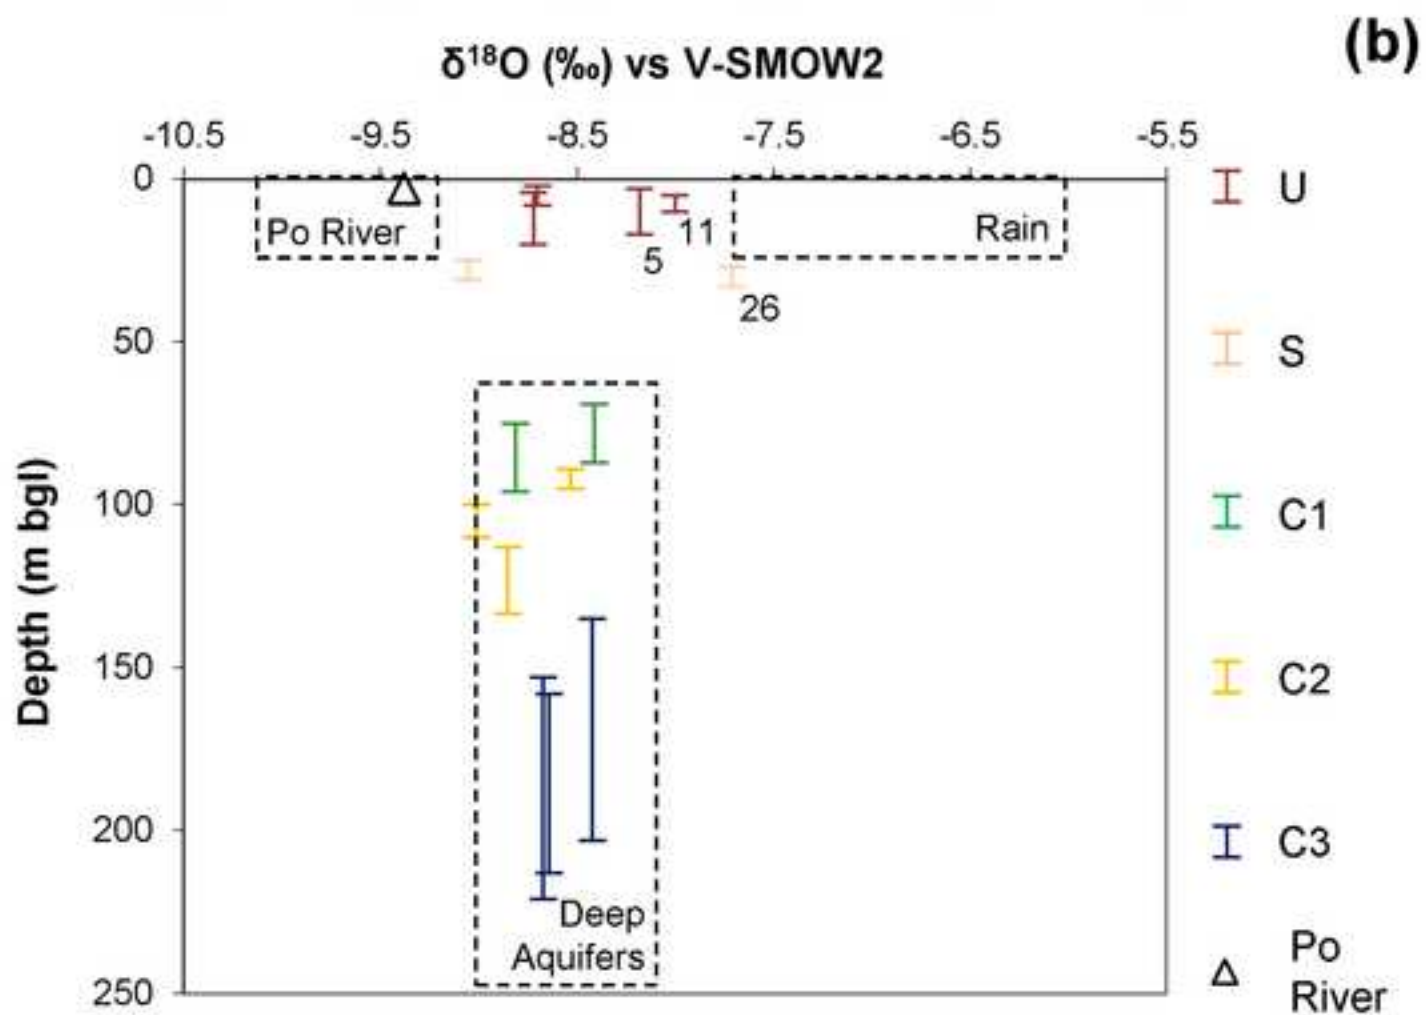 (b)
δ¹⁸O (‰) vs V-SMOW2
-10.5 -9.5 -8.5 -7.5 -6.5 -5.5
0
50
100
150
200
250
Depth (m bgl)
Po River
5
11
26
Rain
Deep
Aquifers
U
S
C1
C2
C3
Po
River